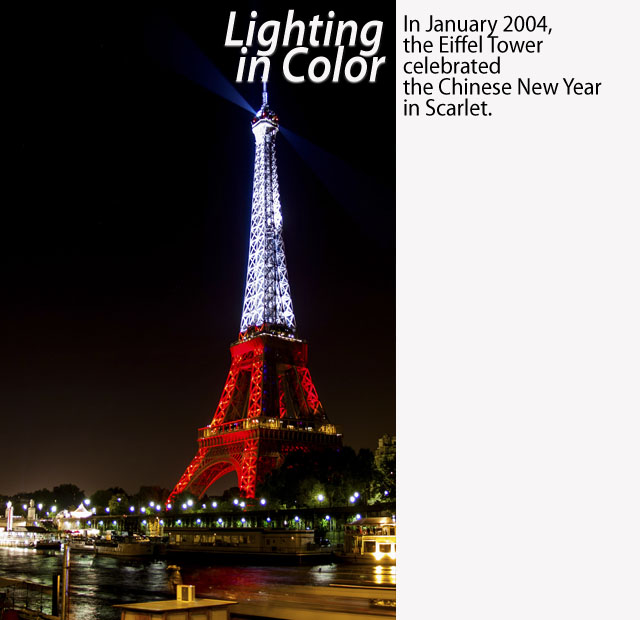 Lighting
in Color
In January 2004,
the Eiffel Tower
celebrated
the Chinese New Year
in Scarlet.